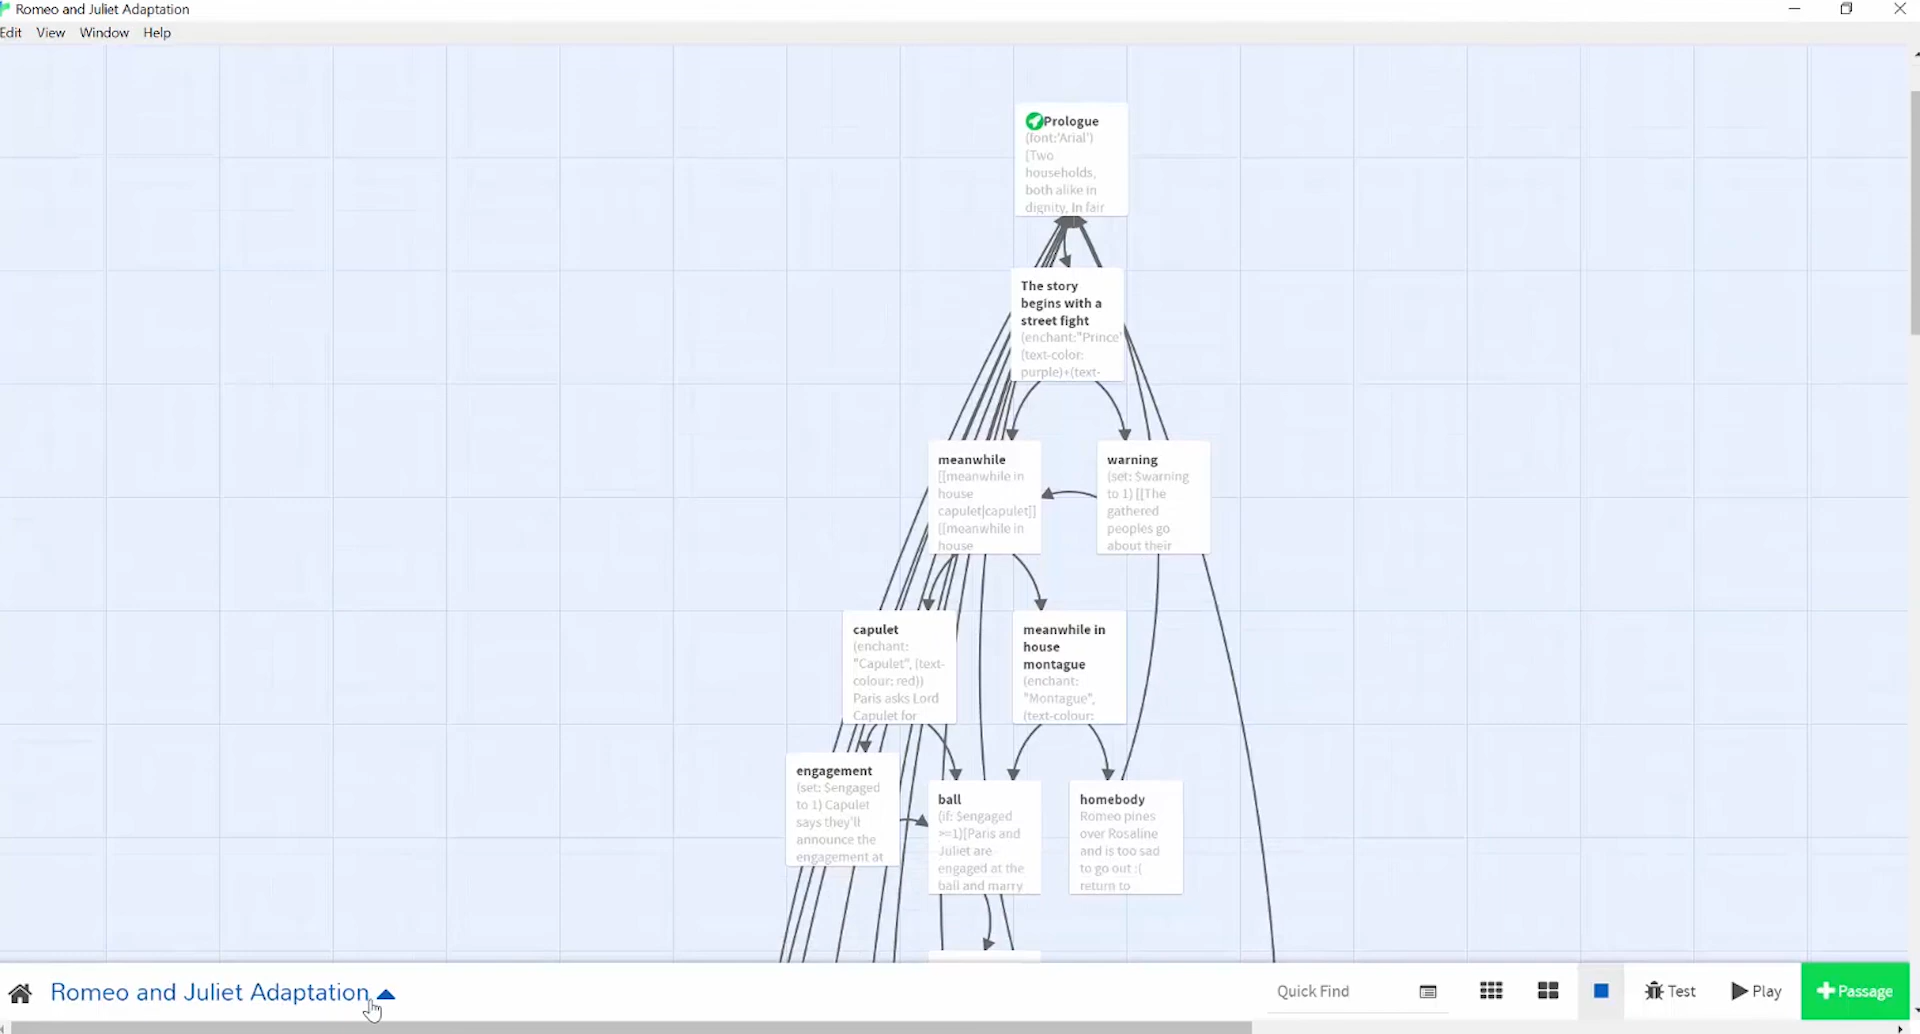 Romeo and Juliet Adaptation
Edit View Window Help
Prologue
(font:'Arial')
[Two
households,
both alike in
dignity, In fair
The story
begins with a
street fight
(enchant:"Prince"
(text-color:
purple)+(text-
meanwhile
[[meanwhile in
house
capulet|capulet]]
[[meanwhile in
house
warning
(set: $warning
to 1) [[The
gathered
peoples go
about their
capulet
(enchant:
"Capulet", (text-
colour: red))
Paris asks Lord
Capulet for
meanwhile in
house
montague
(enchant:
"Montague",
(text-colour:
engagement
(set: $engaged
to 1) Capulet
says they'll
announce the
engagement at
ball
(if: $engaged
>=1)[Paris and
Juliet are
engaged at the
ball and marry
homebody
Romeo pines
over Rosaline
and is too sad
to go out :(
return to
Romeo and Juliet Adaptation
Quick Find
Test
Play
+Passage